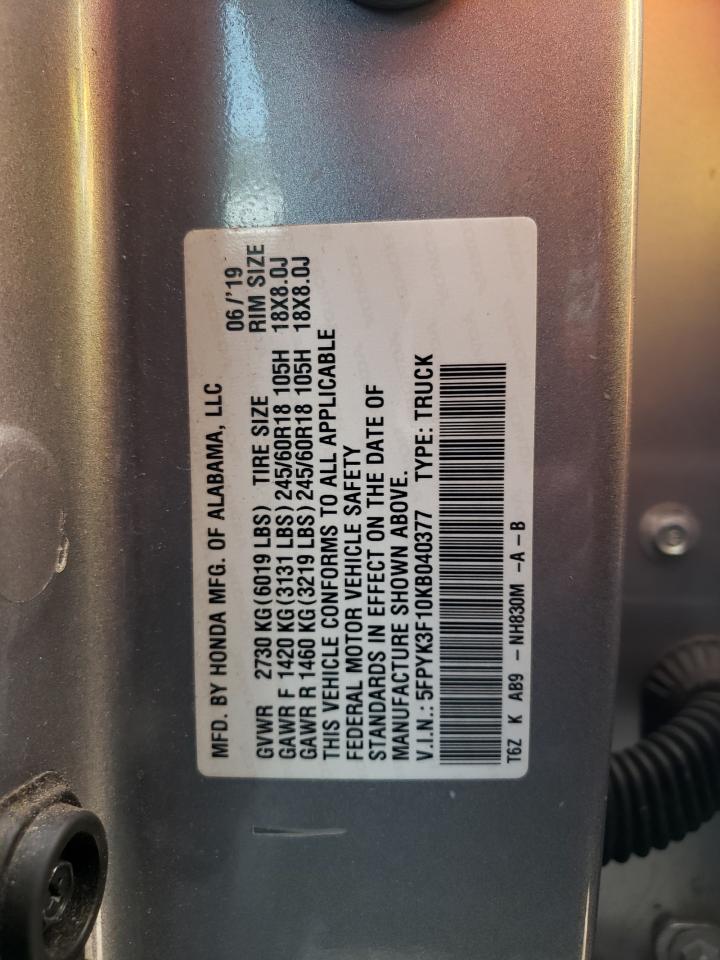 MFD. BY HONDA MFG. OF ALABAMA, LLC 06/'19
GVWR 2730 KG (6019 LBS) TIRE SIZE RIM SIZE
GAWR F 1420 KG (3131 LBS) 245/60R18 105H 18X8.0J
GAWR R 1460 KG (3219 LBS) 245/60R18 105H 18X8.0J
THIS VEHICLE CONFORMS TO ALL APPLICABLE
FEDERAL MOTOR VEHICLE SAFETY
STANDARDS IN EFFECT ON THE DATE OF
MANUFACTURE SHOWN ABOVE.
V.I.N.: 5FPYK3F10KB040377 TYPE: TRUCK
T6Z K AB9 - NH830M -A -B